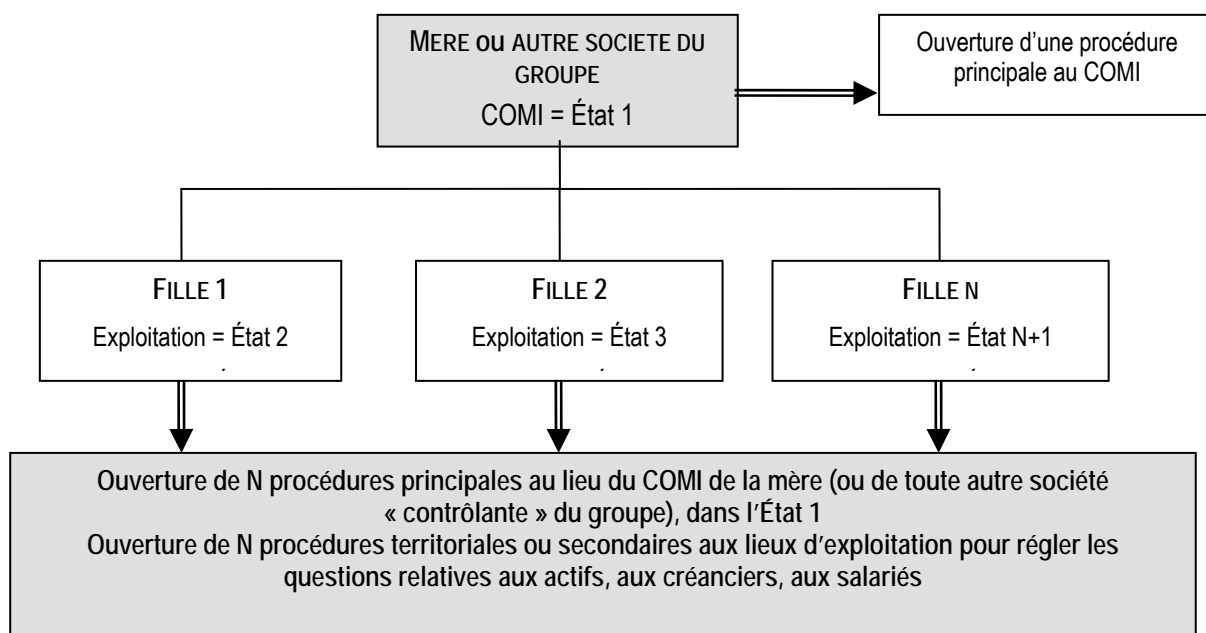 MERE ou AUTRE SOCIETE DU
GROUPE
COMI = État 1
Ouverture d’une procédure
principale au COMI
FILLE 1
Exploitation = État 2
FILLE 2
Exploitation = État 3
FILLE N
Exploitation = État N+1
Ouverture de N procédures principales au lieu du COMI de la mère (ou de toute autre société
« contrôlante » du groupe), dans l’État 1
Ouverture de N procédures territoriales ou secondaires aux lieux d’exploitation pour régler les
questions relatives aux actifs, aux créanciers, aux salariés